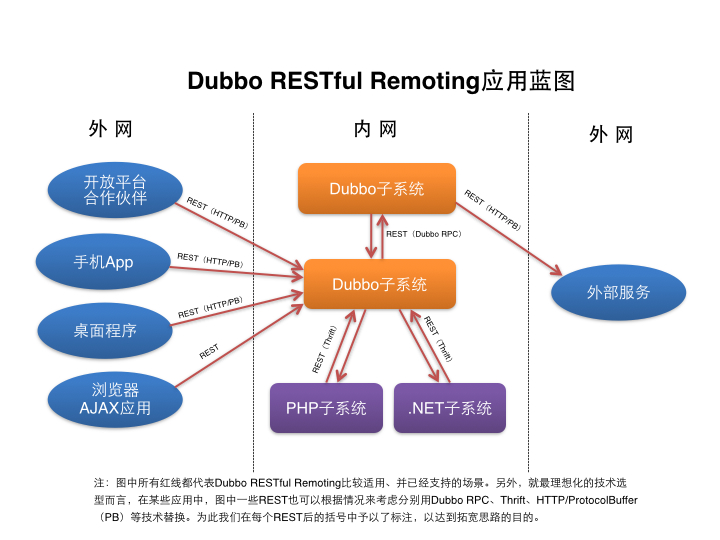 Dubbo RESTful Remoting应用蓝图
外 网
内 网
外 网
开放平台
合作伙伴
REST（HTTP/PB）
手机App
REST（HTTP/PB）
桌面程序
REST（HTTP/PB）
浏览器
AJAX应用
REST
Dubbo子系统
REST（Dubbo RPC）
Dubbo子系统
REST（HTTP/PB）
外部服务
REST（Thrift）
REST（Thrift）
PHP子系统
.NET子系统
注：图中所有红线都代表Dubbo RESTful Remoting比较适用、并已经支持的场景。另外，就最理想化的技术选
型而言，在某些应用中，图中一些REST也可以根据情况来考虑分别用Dubbo RPC、Thrift、HTTP/ProtocolBuffer
（PB）等技术替换。为此我们在每个REST后的括号中予以了标注，以达到拓宽思路的目的。